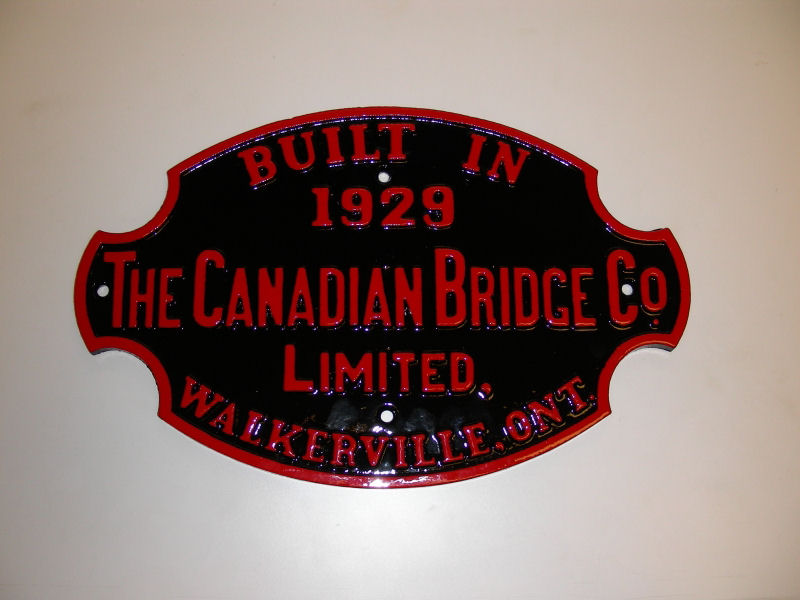 BUILT IN
1929
THE CANADIAN BRIDGE CO.
LIMITED,
WALKERVILLE, ONT.